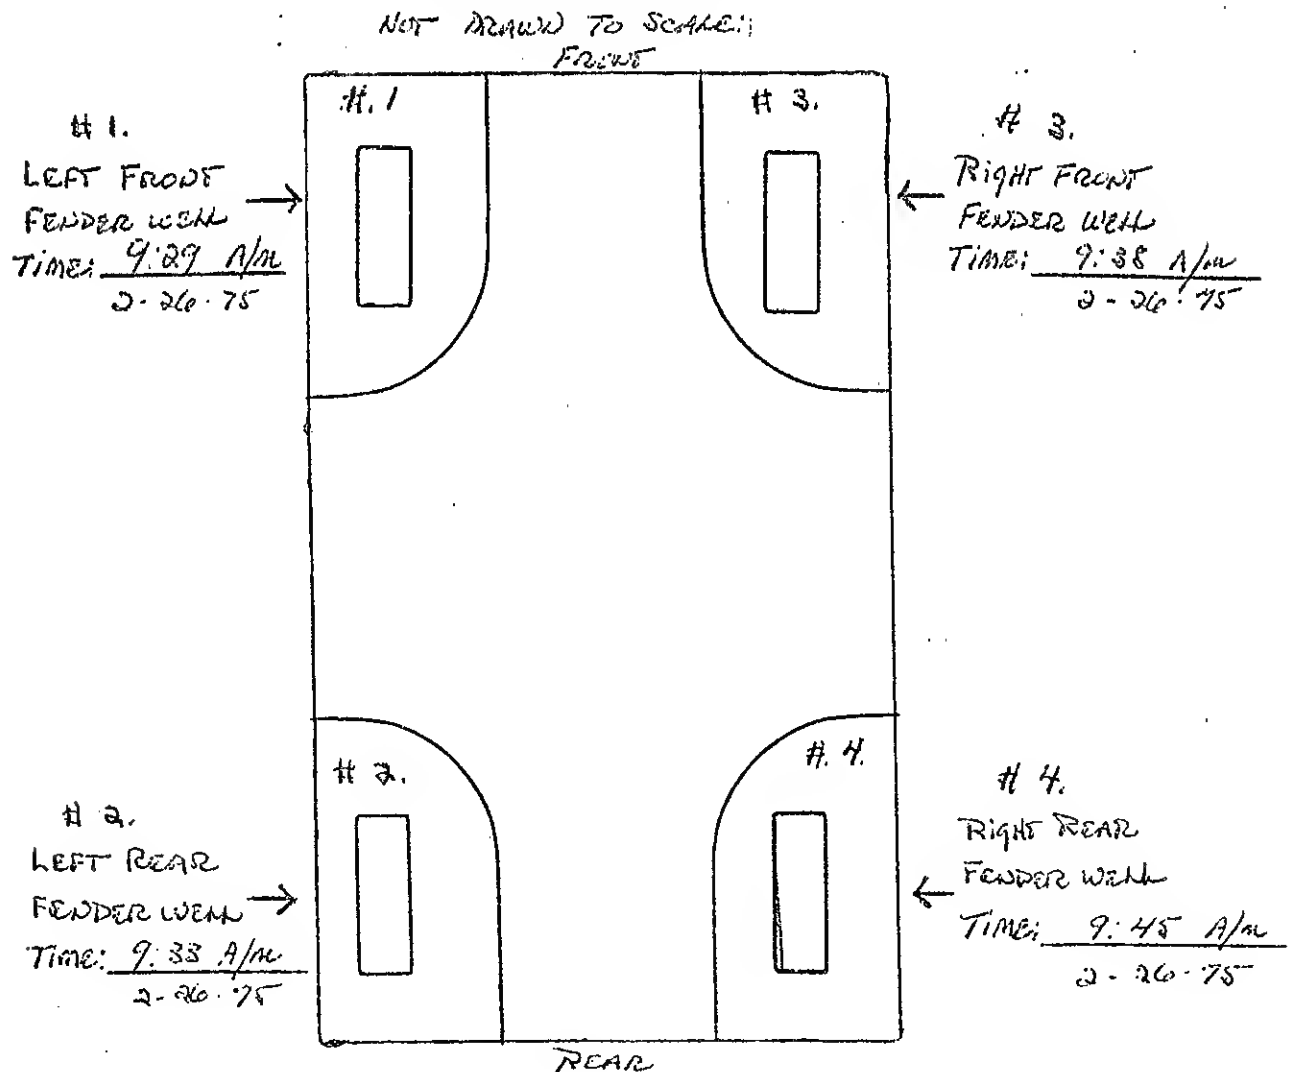 NOT DRAWN TO SCALE:
FRONT
#.1
# 3.
# 1.
LEFT FRONT
FENDER WELL
TIME: 9:29 A/M
2-26-75
# 3.
RIGHT FRONT
FENDER WELL
TIME: 9:38 A/M
2-26-75
# 2.
#.4.
# 2.
LEFT REAR
FENDER WELL
TIME: 9:33 A/M
2-26-75
# 4.
RIGHT REAR
FENDER WELL
TIME: 9:45 A/M
2-26-75
REAR